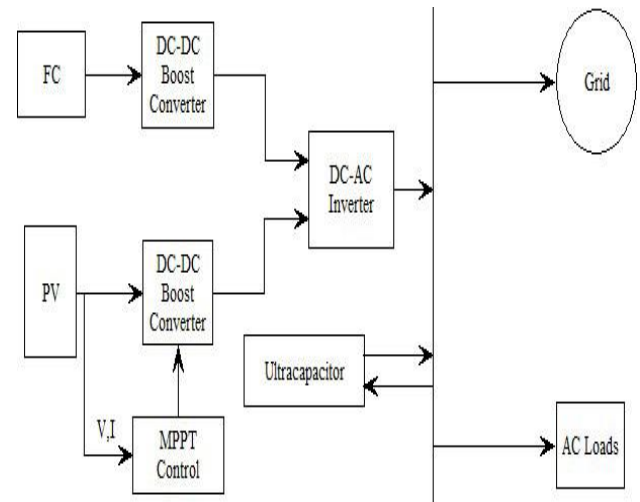 FC
DC-DC
Boost
Converter
Grid
DC-AC
Inverter
PV
DC-DC
Boost
Converter
Ultracapacitor
V,I
MPPT
Control
AC Loads